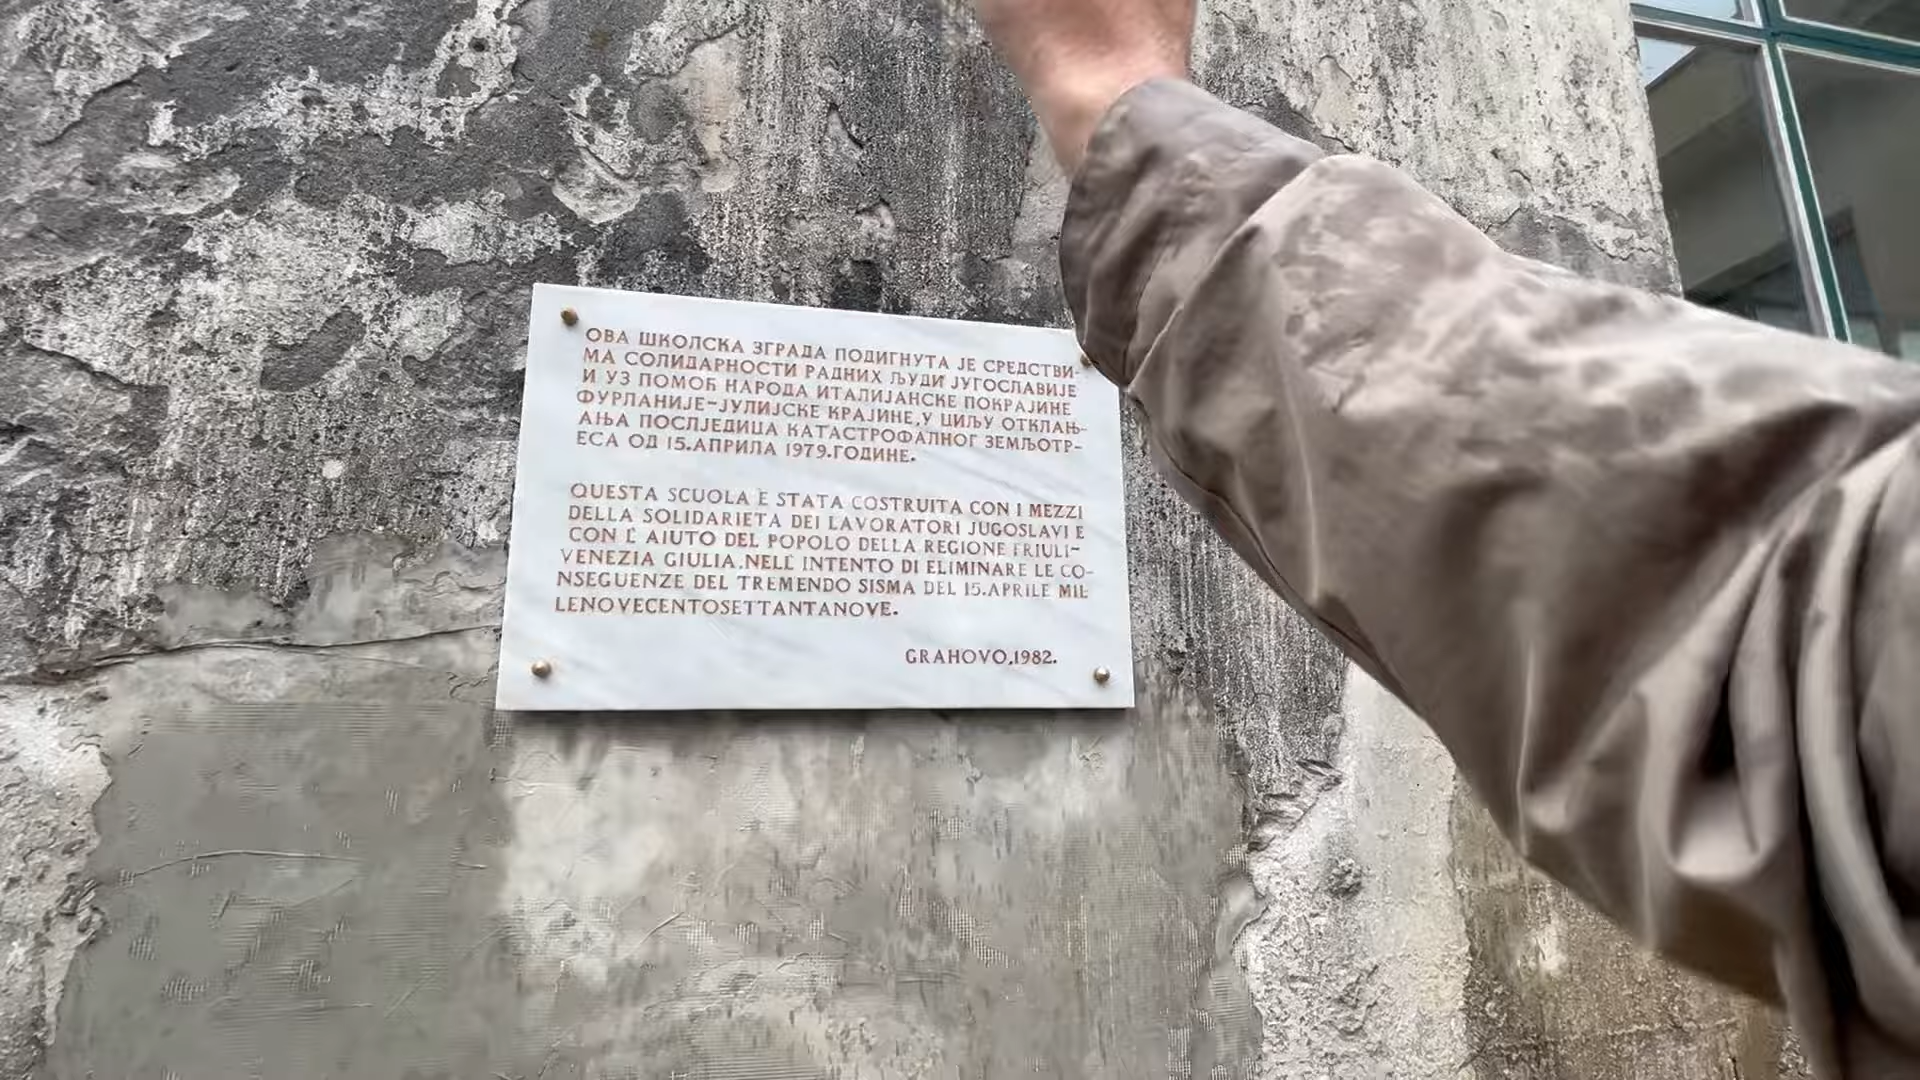 ОВА ШКОЛСКА ЗГРАДА ПОДИГНУТА ЈЕ СРЕДСТВИ-
МА СОЛИДАРНОСТИ РАДНИХ ЉУДИ ЈУГОСЛАВИЈЕ
И УЗ ПОМОЋ НАРОДА ИТАЛИЈАНСКЕ ПОКРАЈИНЕ
ФУРЛАНИЈЕ-ЈУЛИЈСКЕ КРАЈИНЕ,У ЦИЉУ ОТКЛАЊ-
АЊА ПОСЛЈЕДИЦА КАТАСТРОФАЛНОГ ЗЕМЉОТР-
ЕСА ОД 15.АПРИЛА 1979.ГОДИНЕ.
QUESTA SCUOLA E STATA COSTRUITA CON I MEZZI
DELLA SOLIDARIETA DEI LAVORATORI JUGOSLAVI E
CON L' AIUTO DEL POPOLO DELLA REGIONE FRIULI-
VENEZIA GIULIA.NELL' INTENTO DI ELIMINARE LE CO-
NSEGUENZE DEL TREMENDO SISMA DEL 15.APRILE MIL
LENOVECENTOSETTANTANOVE.
GRAHOVO,1982.